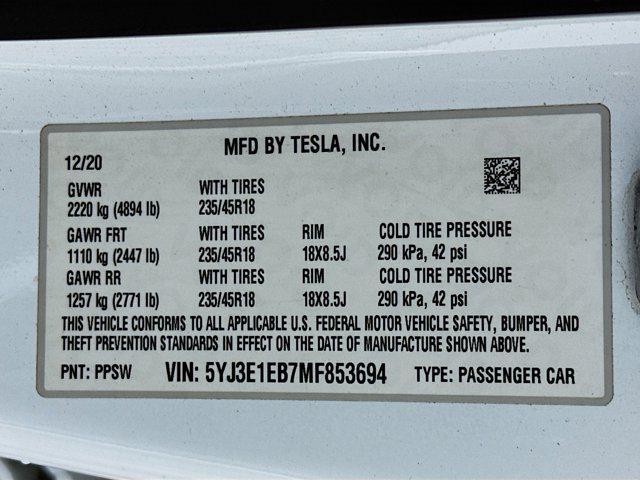 MFD BY TESLA, INC.
12/20
GVWR WITH TIRES
2220 kg (4894 lb) 235/45R18
GAWR FRT WITH TIRES RIM COLD TIRE PRESSURE
1110 kg (2447 lb) 235/45R18 18X8.5J 290 kPa, 42 psi
GAWR RR WITH TIRES RIM COLD TIRE PRESSURE
1257 kg (2771 lb) 235/45R18 18X8.5J 290 kPa, 42 psi
THIS VEHICLE CONFORMS TO ALL APPLICABLE U.S. FEDERAL MOTOR VEHICLE SAFETY, BUMPER, AND
THEFT PREVENTION STANDARDS IN EFFECT ON THE DATE OF MANUFACTURE SHOWN ABOVE.
PNT: PPSW VIN: 5YJ3E1EB7MF853694 TYPE: PASSENGER CAR